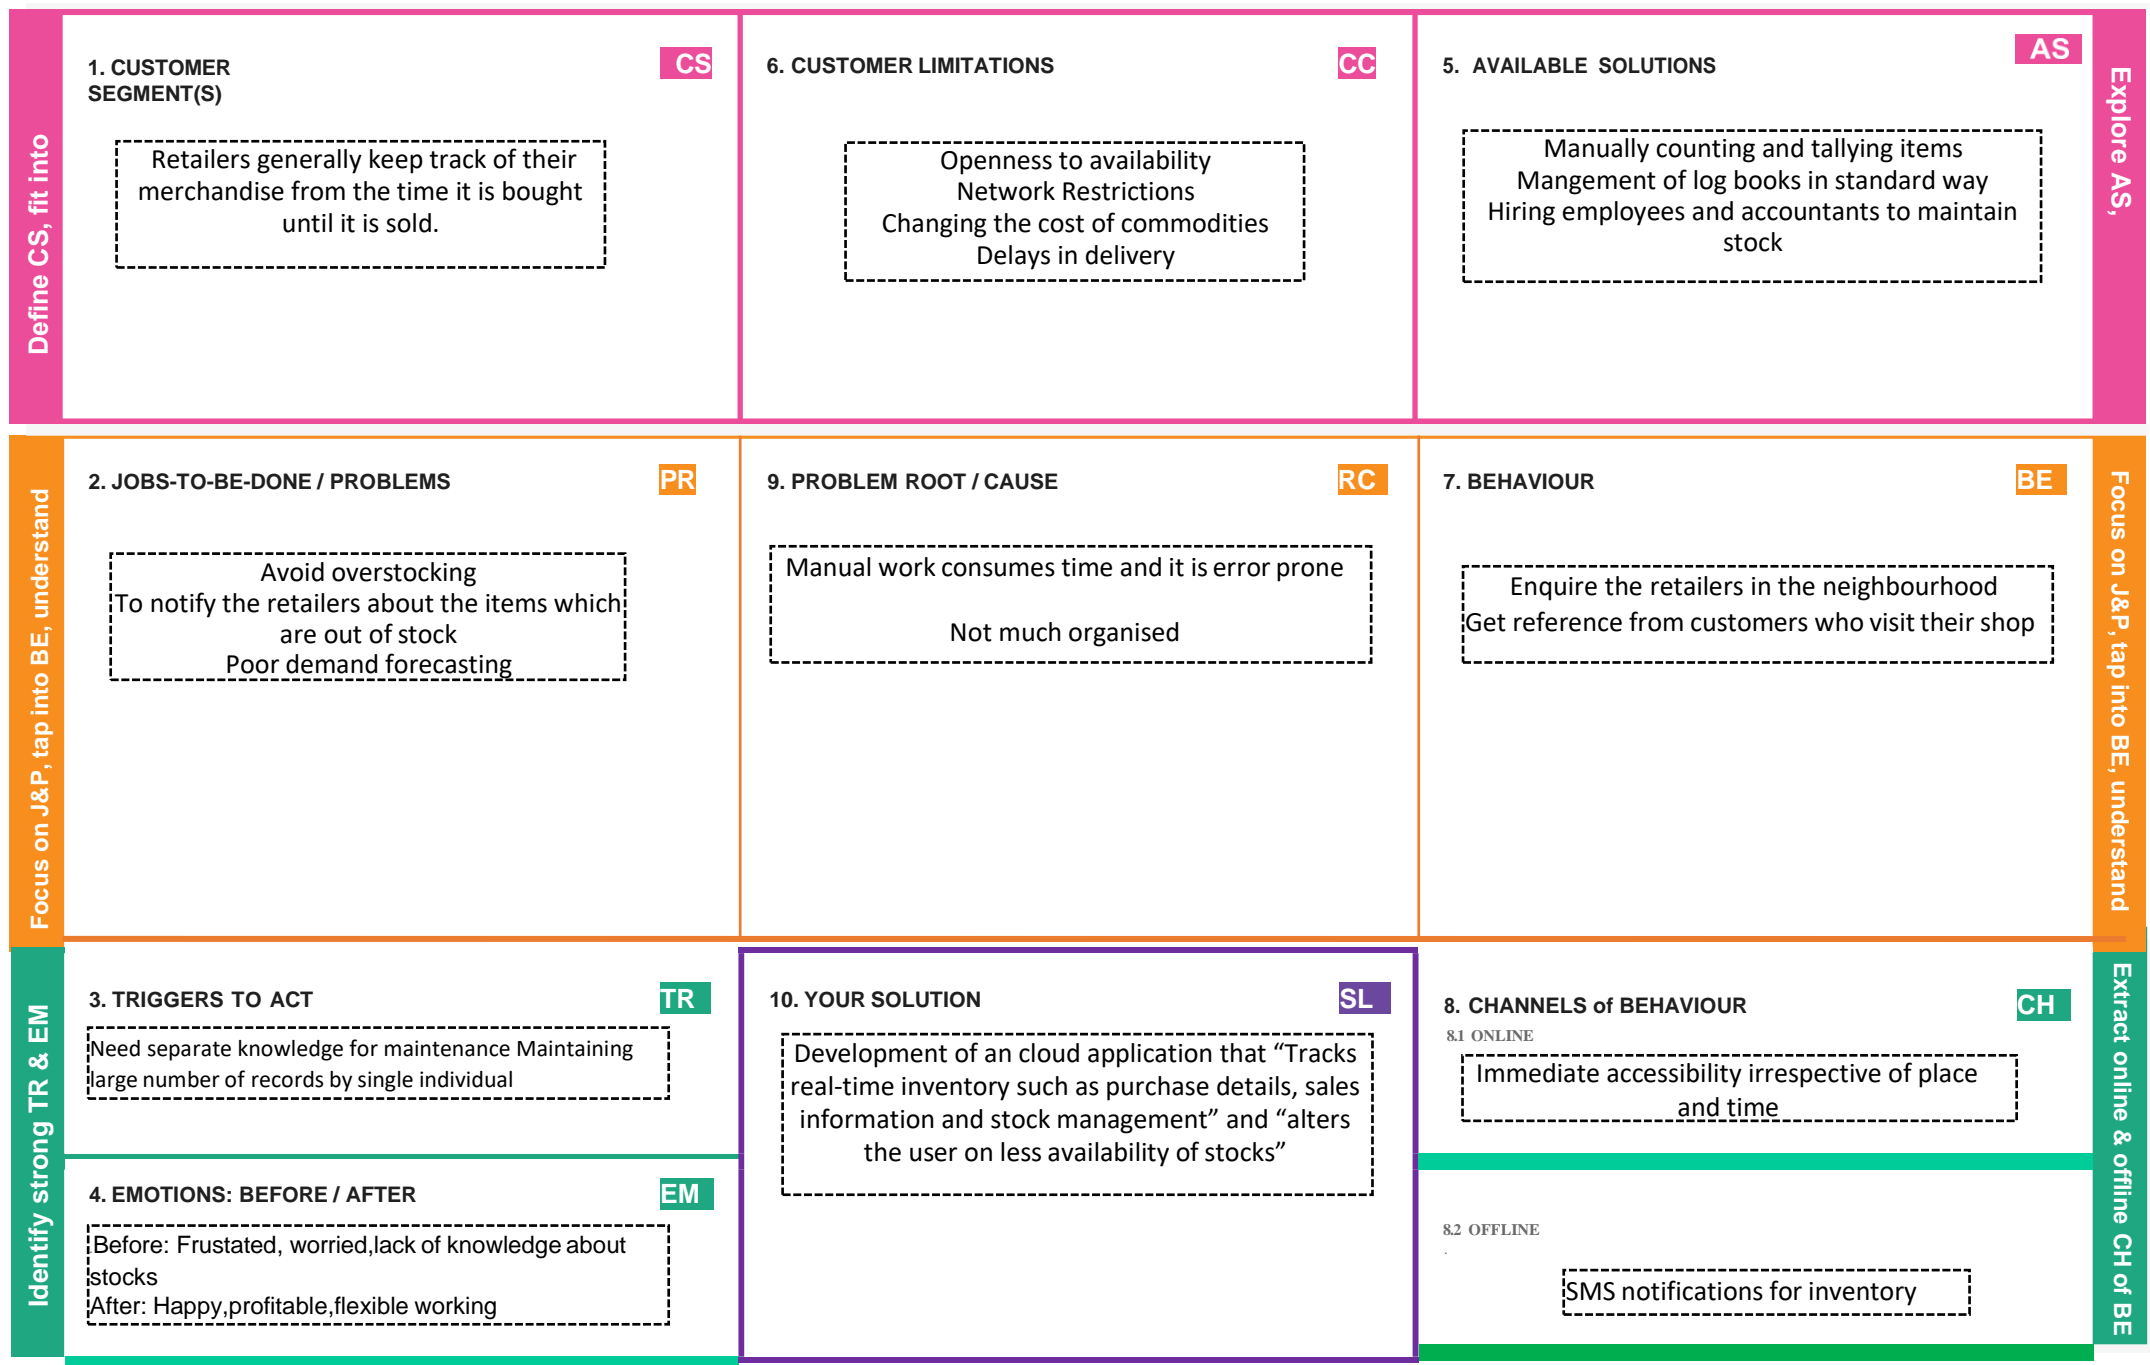 Define CS, fit into
1. CUSTOMER
SEGMENT(S)
CS
Retailers generally keep track of their
merchandise from the time it is bought
until it is sold.
6. CUSTOMER LIMITATIONS
CC
Openness to availability
Network Restrictions
Changing the cost of commodities
Delays in delivery
5. AVAILABLE SOLUTIONS
AS
Manually counting and tallying items
Mangement of log books in standard way
Hiring employees and accountants to maintain
stock
Explore AS,
Focus on J&P, tap into BE, understand
2. JOBS-TO-BE-DONE / PROBLEMS
PR
Avoid overstocking
To notify the retailers about the items which
are out of stock
Poor demand forecasting
9. PROBLEM ROOT / CAUSE
RC
Manual work consumes time and it is error prone
Not much organised
7. BEHAVIOUR
BE
Enquire the retailers in the neighbourhood
Get reference from customers who visit their shop
Focus on J&P, tap into BE, understand
Identify strong TR & EM
3. TRIGGERS TO ACT
TR
Need separate knowledge for maintenance Maintaining
large number of records by single individual
4. EMOTIONS: BEFORE / AFTER
EM
Before: Frustated, worried,lack of knowledge about
stocks
After: Happy,profitable,flexible working
10. YOUR SOLUTION
SL
Development of an cloud application that “Tracks
real-time inventory such as purchase details, sales
information and stock management” and “alters
the user on less availability of stocks”
8. CHANNELS of BEHAVIOUR
CH
8.1 ONLINE
Immediate accessibility irrespective of place
and time
8.2 OFFLINE
.
SMS notifications for inventory
Extract online & offline CH of BE